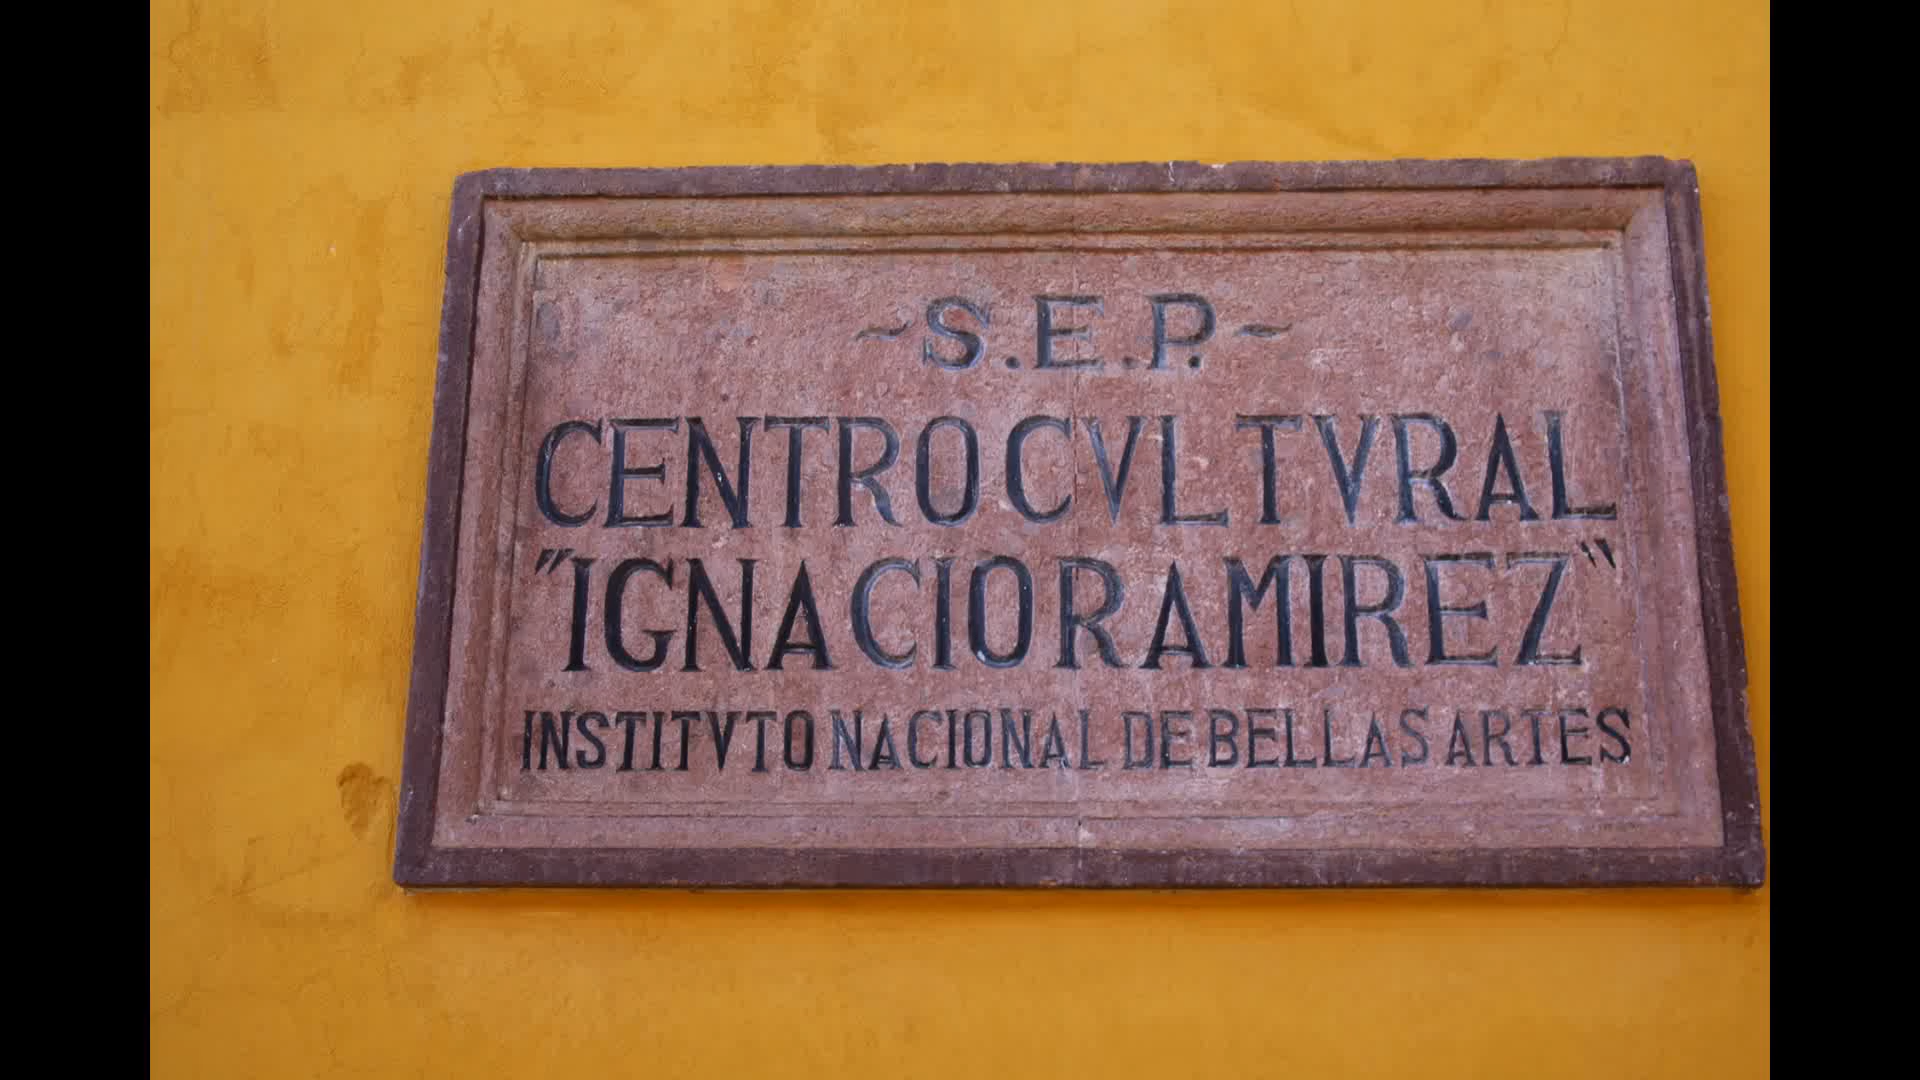 ~S.E.P.~
CENTRO CVLTVRAL
"IGNACIO RAMIREZ"
INSTITVTO NACIONAL DE BELLAS ARTES